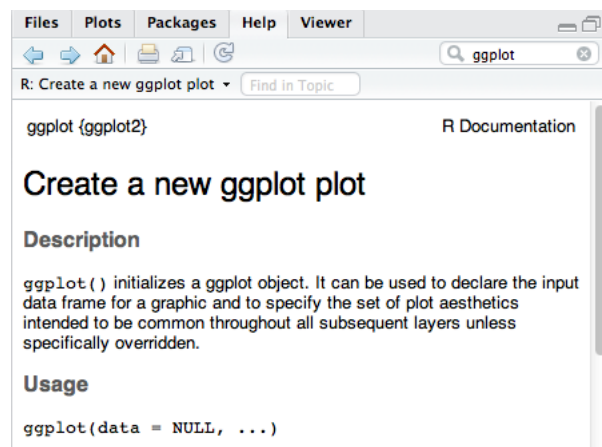 Files Plots Packages Help Viewer
ggplot
R: Create a new ggplot plot Find in Topic
ggplot {ggplot2} R Documentation
Create a new ggplot plot
Description
ggplot() initializes a ggplot object. It can be used to declare the input
data frame for a graphic and to specify the set of plot aesthetics
intended to be common throughout all subsequent layers unless
specifically overridden.
Usage
ggplot(data = NULL, ...)